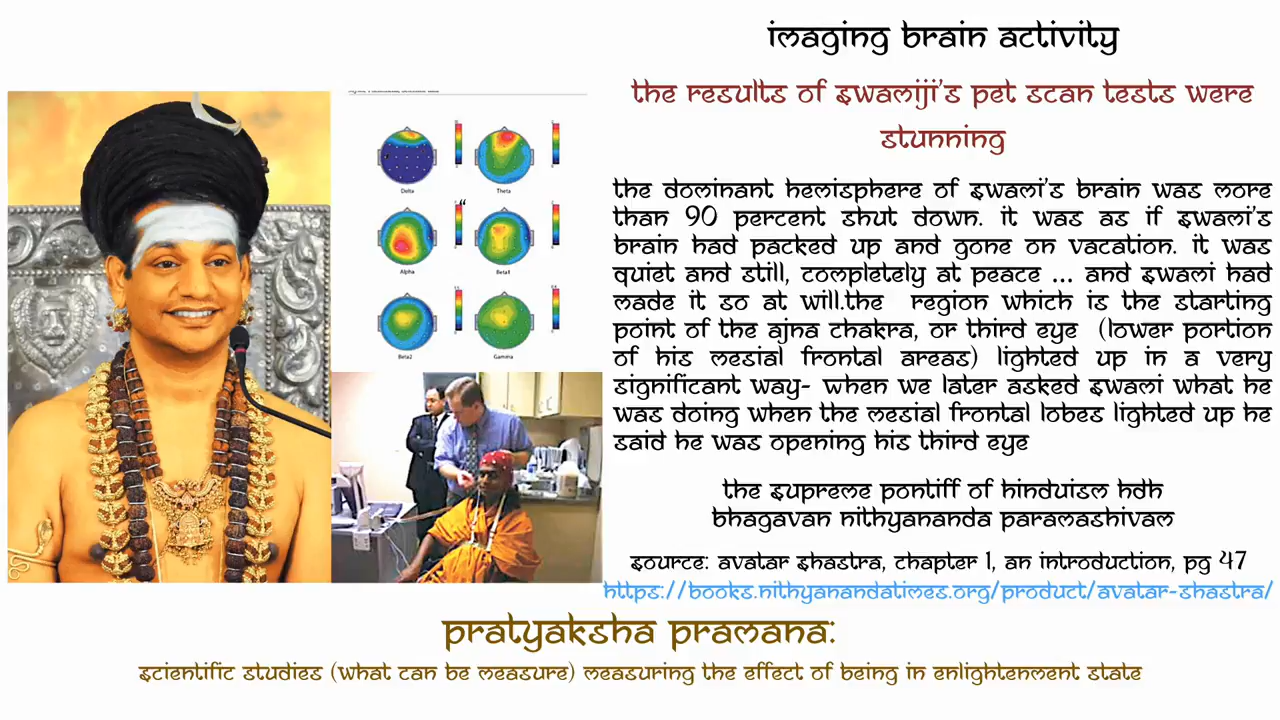 Imaging Brain Activity
The results of Swamiji's PET scan tests were
stunning
Delta
Theta
Alpha
Beta1
Beta2
Gamma
The dominant hemisphere of Swami's brain was more
than 90 percent shut down. It was as if Swami's
brain had packed up and gone on vacation. It was
quiet and still, completely at peace ... and Swami had
made it so at will.The region which is the starting
point of the ajna chakra, or third eye (lower portion
of his mesial frontal areas) lighted up in a very
significant way- When we later asked Swami what he
was doing when the mesial frontal lobes lighted up he
said he was opening his third eye
The Supreme Pontiff of Hinduism HDH
Bhagavan Nithyananda Paramashivam
Source: Avatar Shastra, Chapter 1, An Introduction, pg 47
https://books.nithyanandatimes.org/product/avatar-shastra/
Pratyaksha Pramana:
Scientific studies (what can be measure) measuring the effect of being in enlightenment state